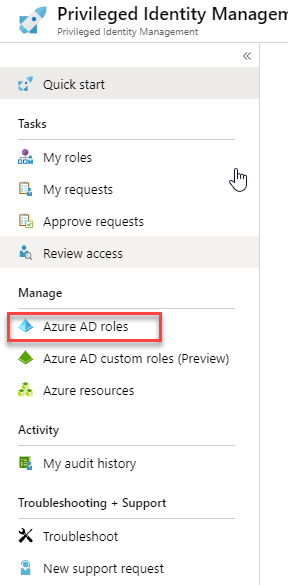 Privileged Identity Managem
Privileged Identity Management
«
Quick start
Tasks
My roles
My requests
Approve requests
Review access
Manage
Azure AD roles
Azure AD custom roles (Preview)
Azure resources
Activity
My audit history
Troubleshooting + Support
Troubleshoot
New support request